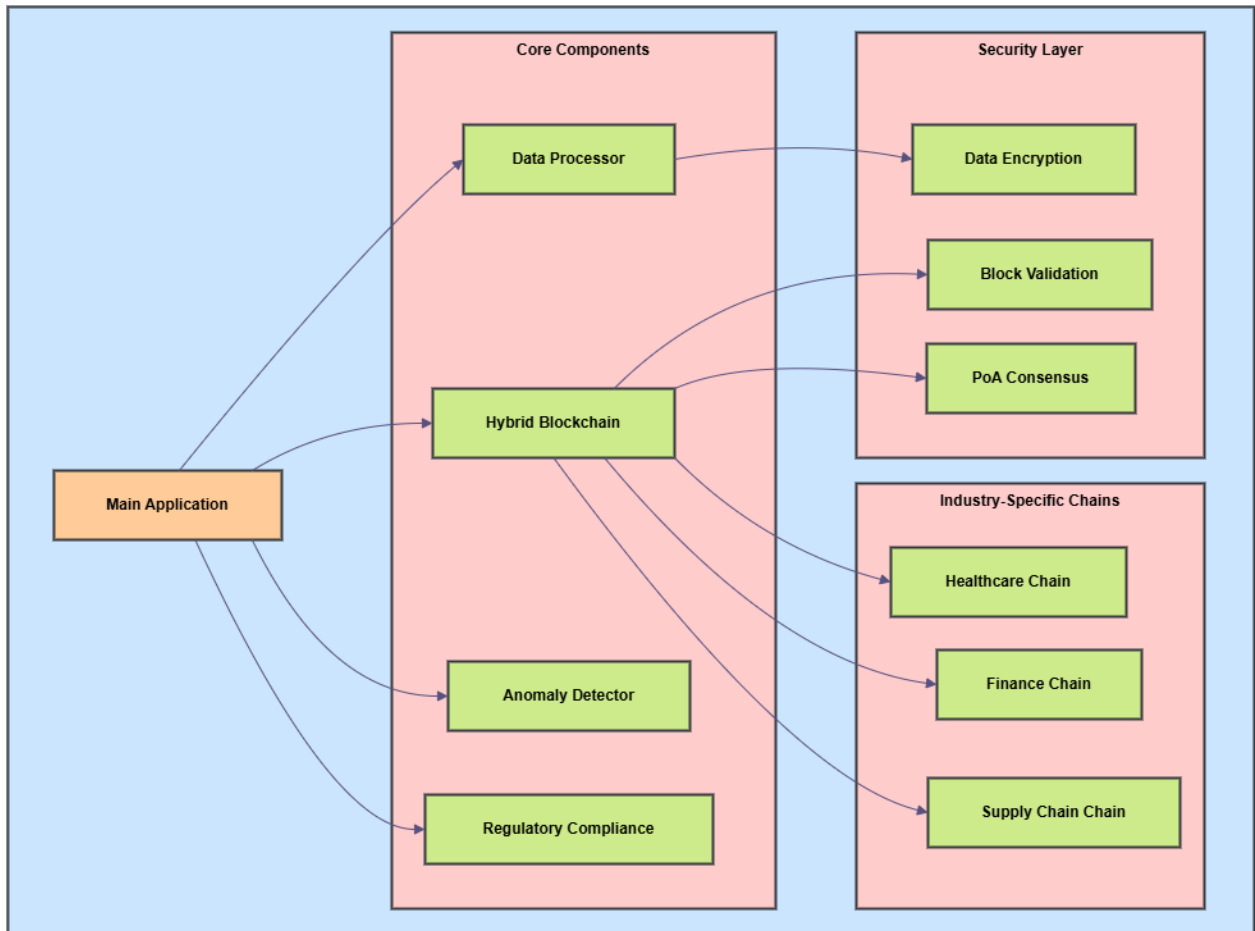 Core Components
Security Layer
Data Processor
Data Encryption
Block Validation
PoA Consensus
Hybrid Blockchain
Main Application
Industry-Specific Chains
Healthcare Chain
Anomaly Detector
Finance Chain
Regulatory Compliance
Supply Chain Chain